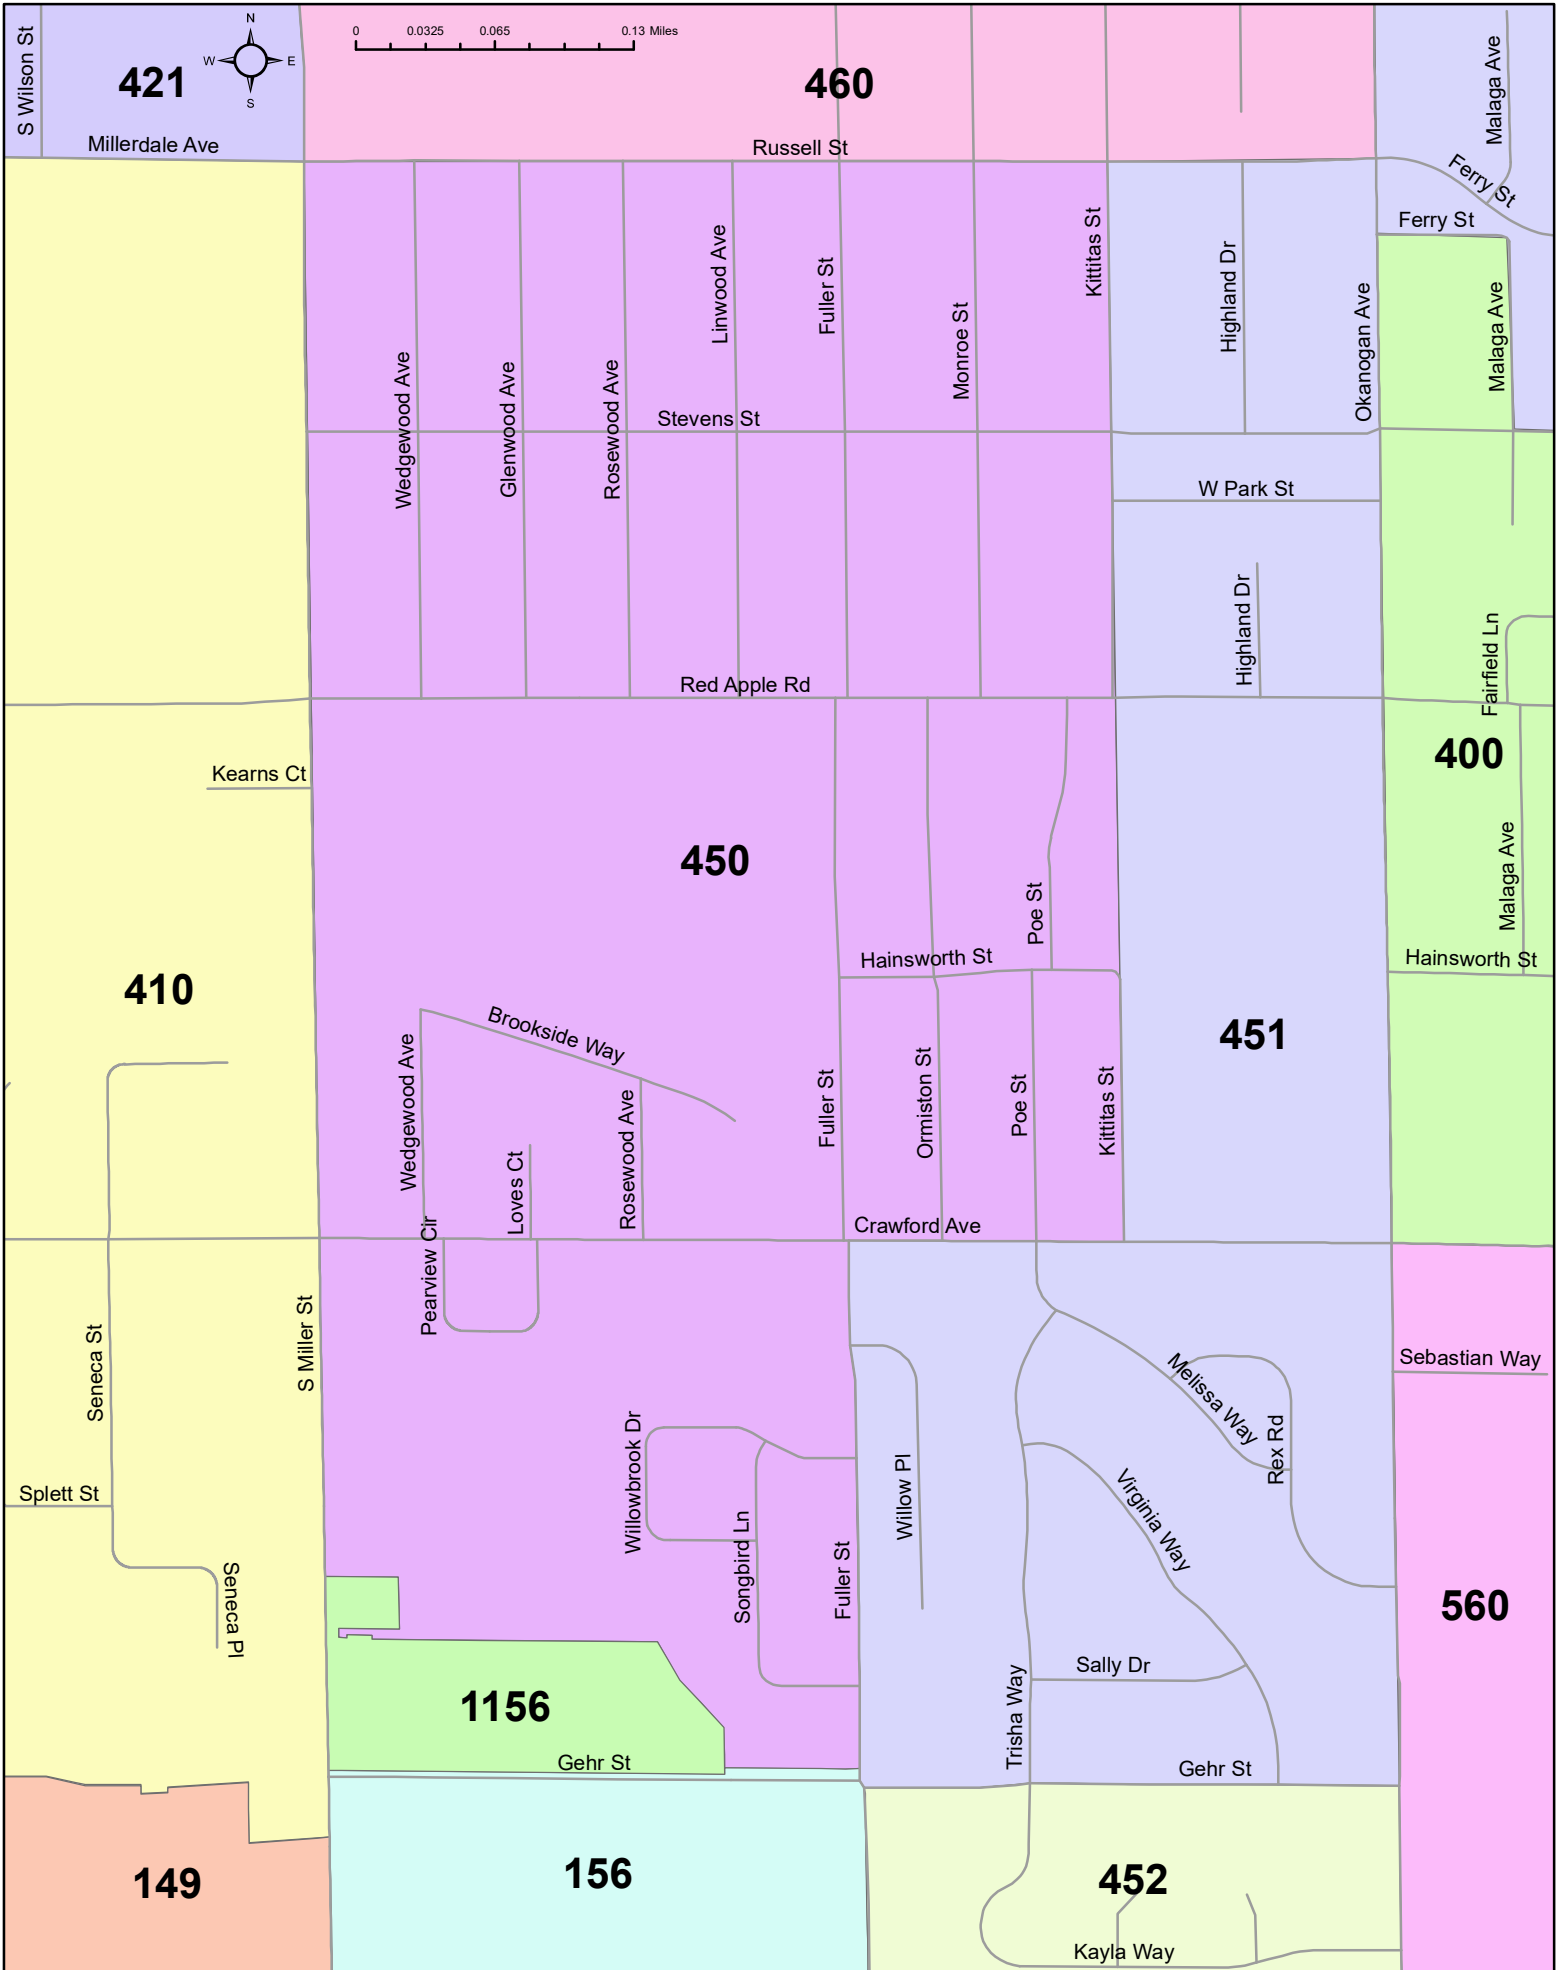 N
W
E
S
0
0.0325
0.065
0.13 Miles
S Wilson St
421
460
Malaga Ave
Millerdale Ave
Russell St
Ferry St
Ferry St
Linwood Ave
Fuller St
Monroe St
Kittitas St
Highland Dr
Okanogan Ave
Malaga Ave
Wedgewood Ave
Glenwood Ave
Rosewood Ave
Stevens St
W Park St
Highland Dr
Fairfield Ln
Red Apple Rd
400
Kearns Ct
450
Poe St
Malaga Ave
Hainsworth St
Hainsworth St
410
451
Brookside Way
Wedgewood Ave
Loves Ct
Rosewood Ave
Fuller St
Ormiston St
Poe St
Kittitas St
Crawford Ave
Pearview Cir
S Miller St
Seneca St
Sebastian Way
Melissa Way
Rex Rd
Willowbrook Dr
Willow Pl
Virginia Way
Splett St
Songbird Ln
Fuller St
560
Seneca Pl
Sally Dr
Trisha Way
1156
Gehr St
Gehr St
149
156
452
Kayla Way